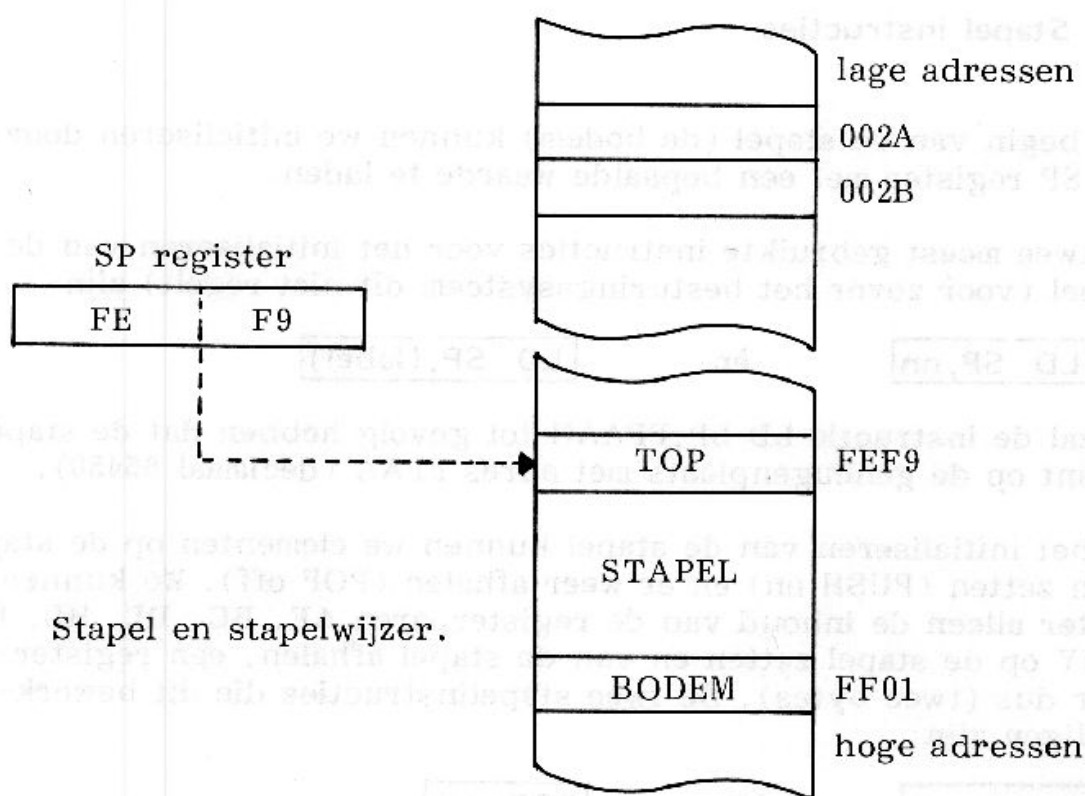 lage adressen
002A
002B
SP register
FE F9
TOP FEF9
STAPEL
Stapel en stapelwijzer.
BODEM FF01
hoge adressen